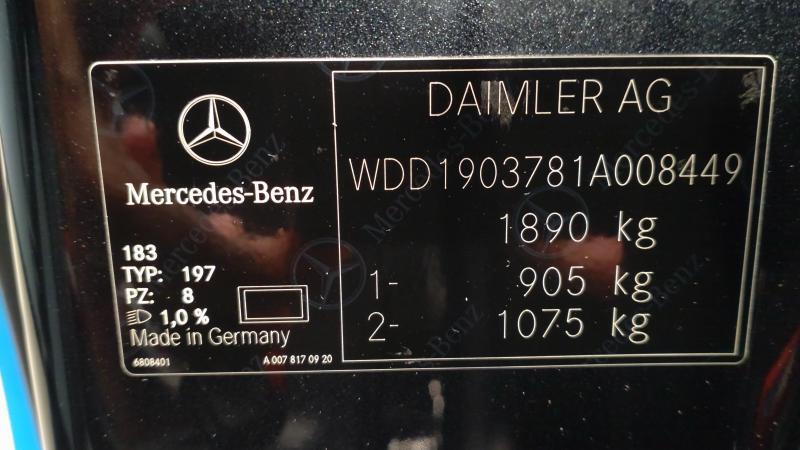 Mercedes-Benz
183
TYP: 197
PZ: 8
1,0 %
Made in Germany
6808401
A 007 817 09 20
DAIMLER AG
WDD1903781A008449
1890 kg
1- 905 kg
2- 1075 kg